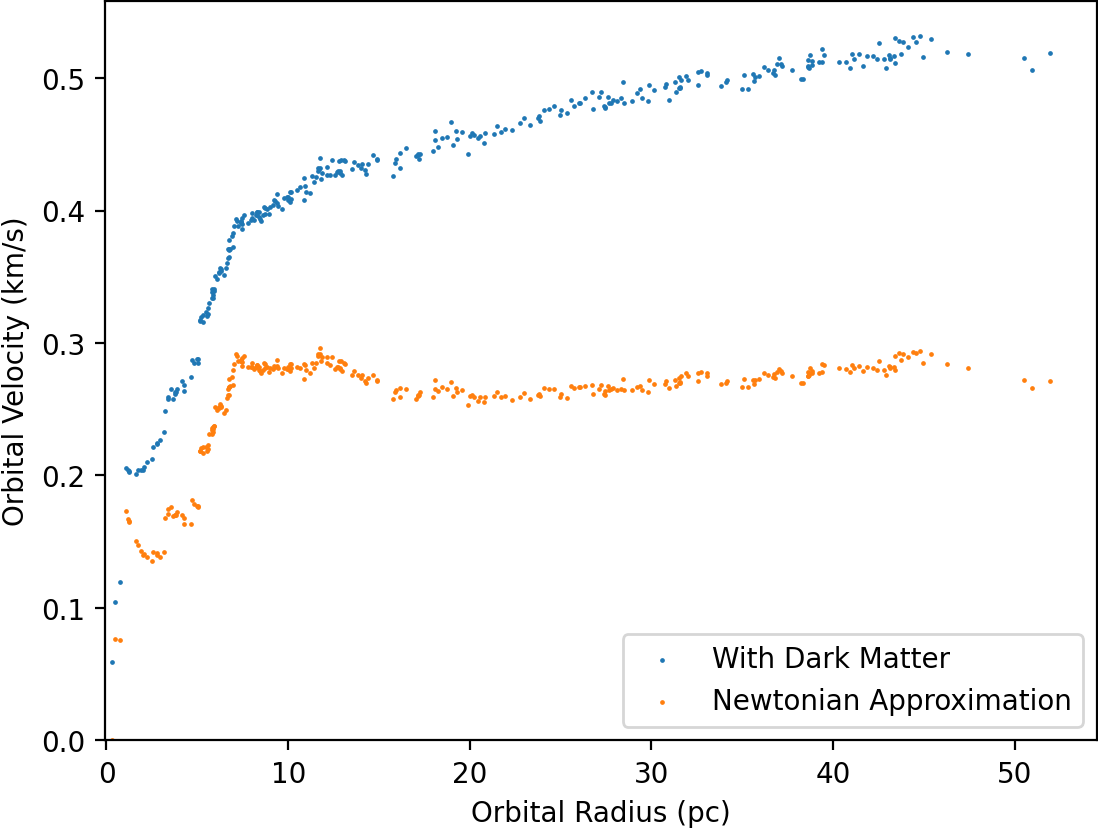 0.5
0.4
0.3
0.2
0.1
0.0
Orbital Velocity (km/s)
With Dark Matter
Newtonian Approximation
0 10 20 30 40 50
Orbital Radius (pc)